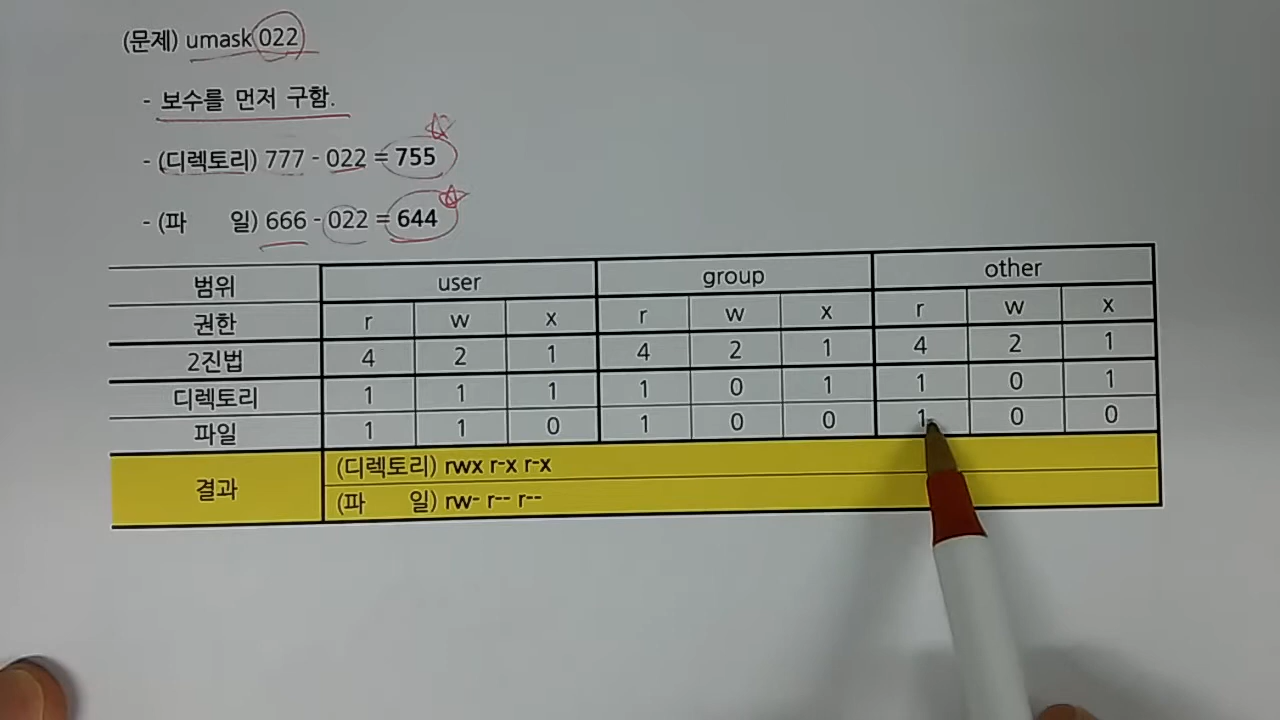 (문제) umask 022
- 보수를 먼저 구함.
- (디렉토리) 777 - 022 = 755
- (파 일) 666 - 022 = 644
범위 user group other
권한 r w x r w x r w x
2진법 4 2 1 4 2 1 4 2 1
디렉토리 1 1 1 1 0 1 1 0 1
파일 1 1 0 1 0 0 1 0 0
결과
(디렉토리) rwx r-x r-x
(파 일) rw- r-- r--